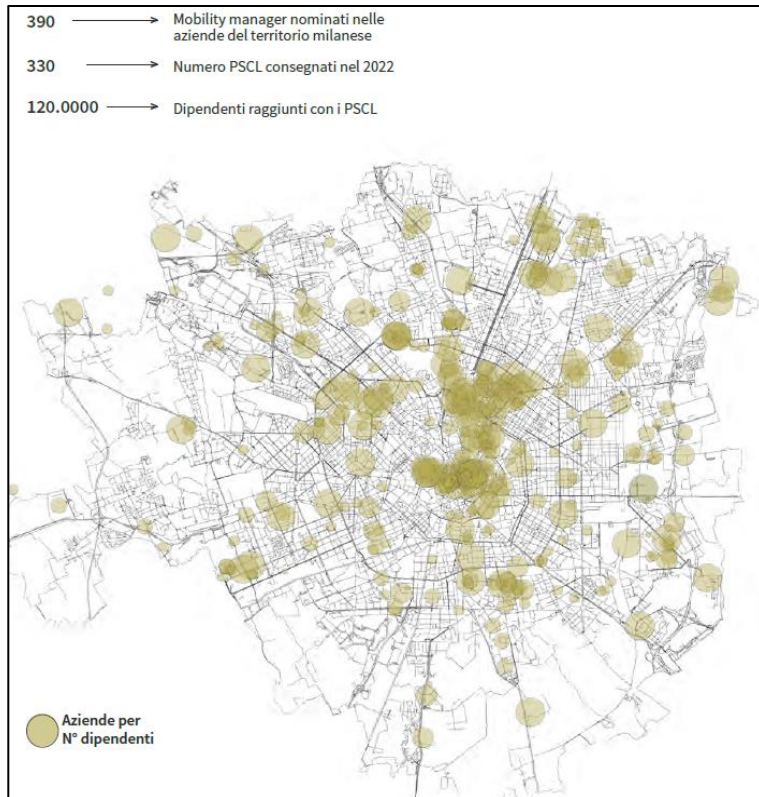 390 Mobility manager nominati nelle
aziende del territorio milanese
330 Numero PSCL consegnati nel 2022
120.0000 Dipendenti raggiunti con i PSCL
Aziende per
N° dipendenti